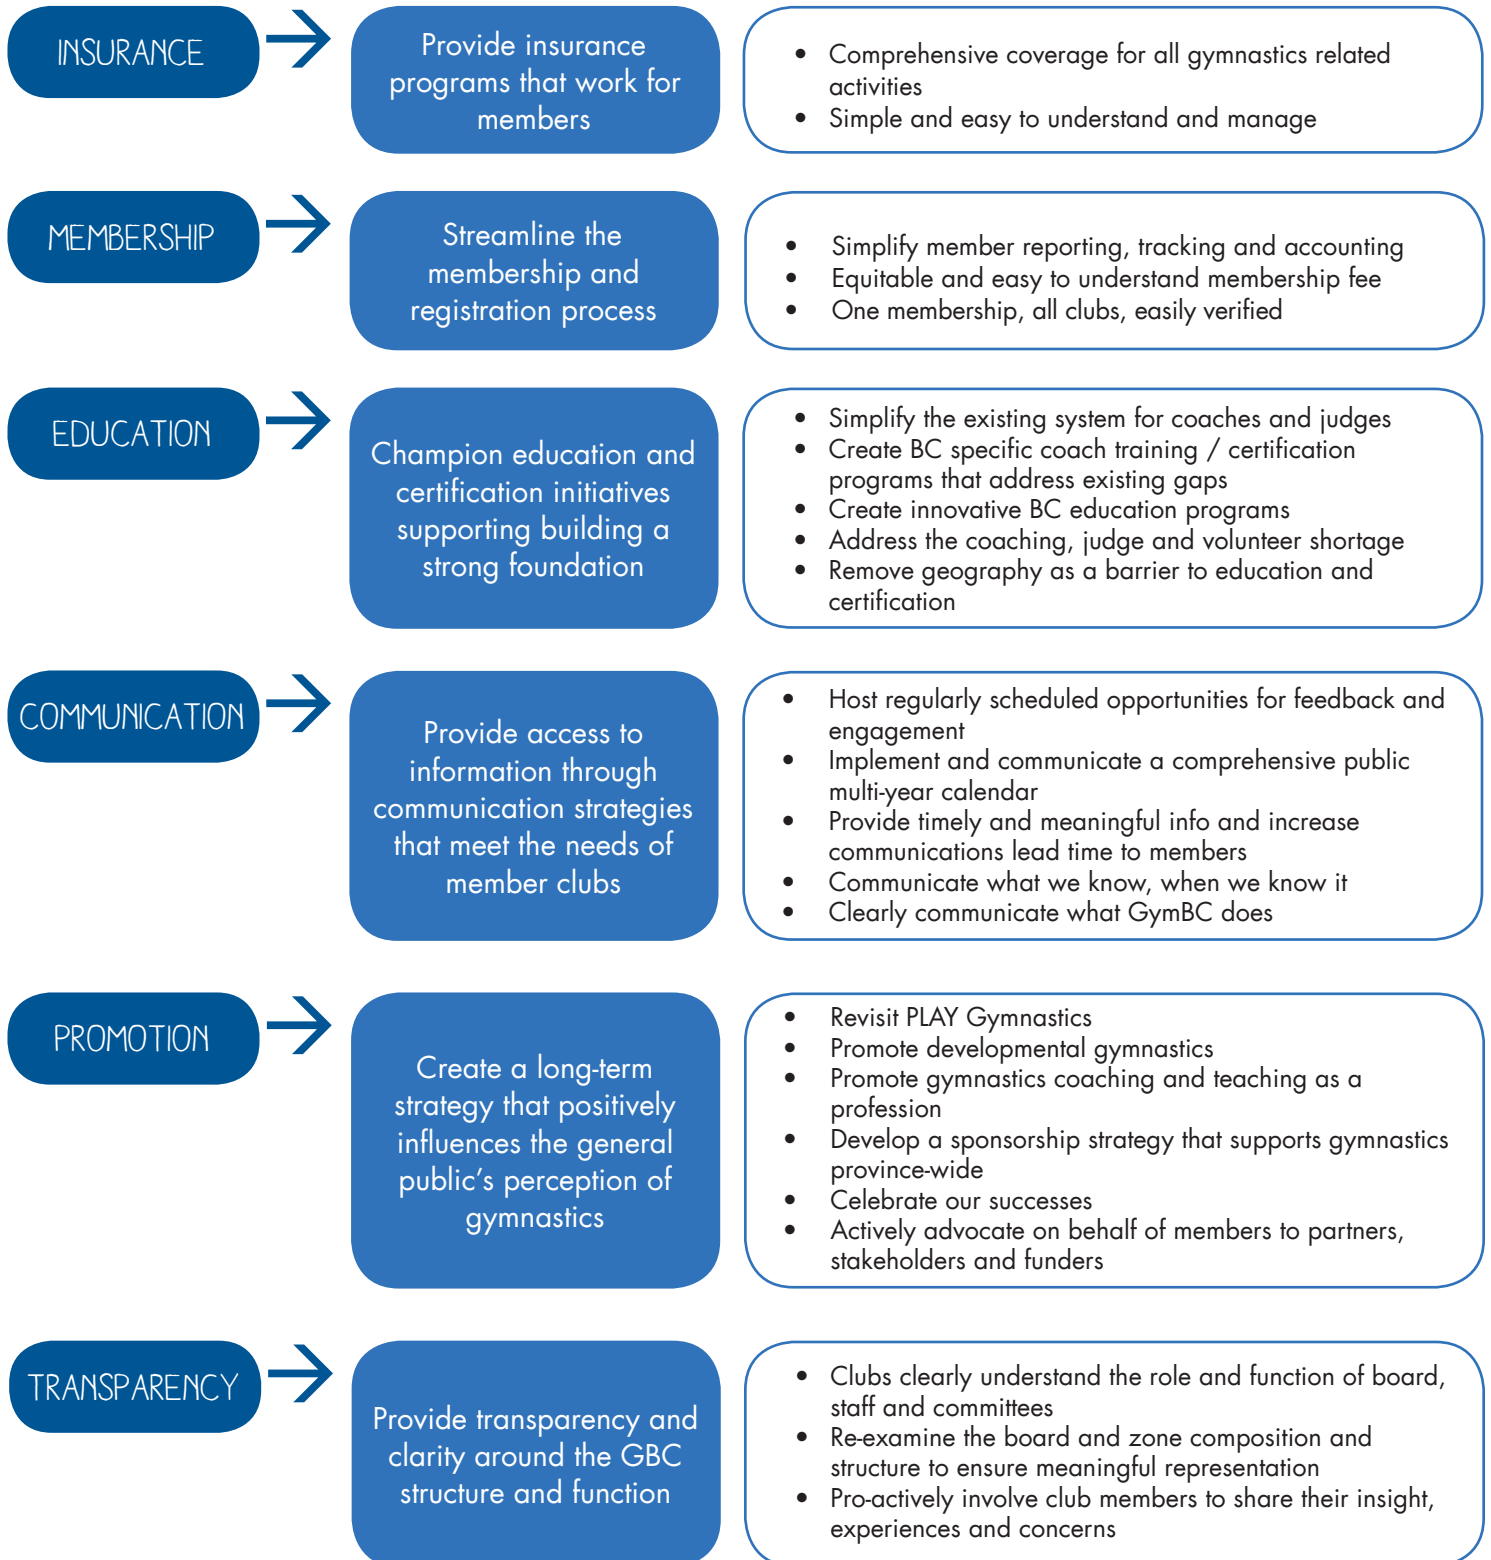 INSURANCE
Provide insurance
programs that work for
members
• Comprehensive coverage for all gymnastics related
activities
• Simple and easy to understand and manage
MEMBERSHIP
Streamline the
membership and
registration process
• Simplify member reporting, tracking and accounting
• Equitable and easy to understand membership fee
• One membership, all clubs, easily verified
EDUCATION
Champion education and
certification initiatives
supporting building a
strong foundation
• Simplify the existing system for coaches and judges
• Create BC specific coach training / certification
programs that address existing gaps
• Create innovative BC education programs
• Address the coaching, judge and volunteer shortage
• Remove geography as a barrier to education and
certification
COMMUNICATION
Provide access to
information through
communication strategies
that meet the needs of
member clubs
• Host regularly scheduled opportunities for feedback and
engagement
• Implement and communicate a comprehensive public
multi-year calendar
• Provide timely and meaningful info and increase
communications lead time to members
• Communicate what we know, when we know it
• Clearly communicate what GymBC does
PROMOTION
Create a long-term
strategy that positively
influences the general
public's perception of
gymnastics
• Revisit PLAY Gymnastics
• Promote developmental gymnastics
• Promote gymnastics coaching and teaching as a
profession
• Develop a sponsorship strategy that supports gymnastics
province-wide
• Celebrate our successes
• Actively advocate on behalf of members to partners,
stakeholders and funders
TRANSPARENCY
Provide transparency and
clarity around the GBC
structure and function
• Clubs clearly understand the role and function of board,
staff and committees
• Re-examine the board and zone composition and
structure to ensure meaningful representation
• Pro-actively involve club members to share their insight,
experiences and concerns